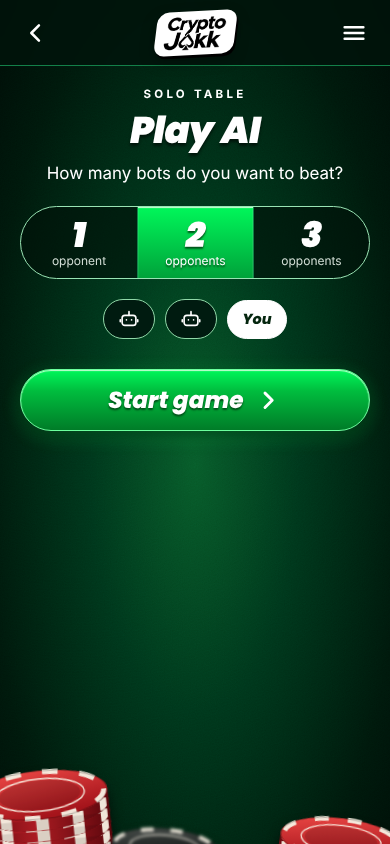 Crypto
Jokk
SOLO TABLE
Play AI
How many bots do you want to beat?
1 2 3
opponent opponents opponents
You
Start game